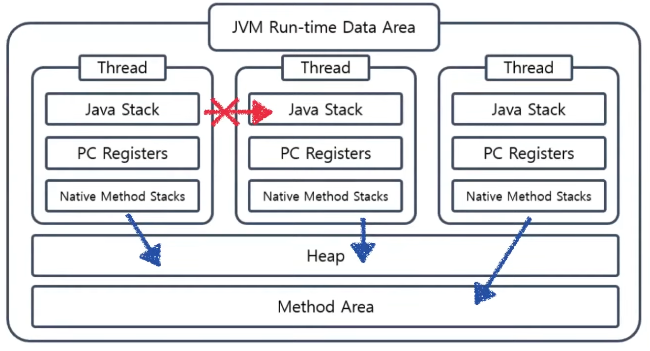 JVM Run-time Data Area
Thread
Thread
Thread
Java Stack
Java Stack
Java Stack
PC Registers
PC Registers
PC Registers
Native Method Stacks
Native Method Stacks
Native Method Stacks
Heap
Method Area